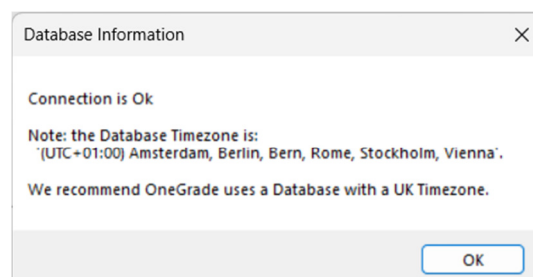 Database Information
Connection is Ok
Note: the Database Timezone is:
'(UTC+01:00) Amsterdam, Berlin, Bern, Rome, Stockholm, Vienna'.
We recommend OneGrade uses a Database with a UK Timezone.
OK